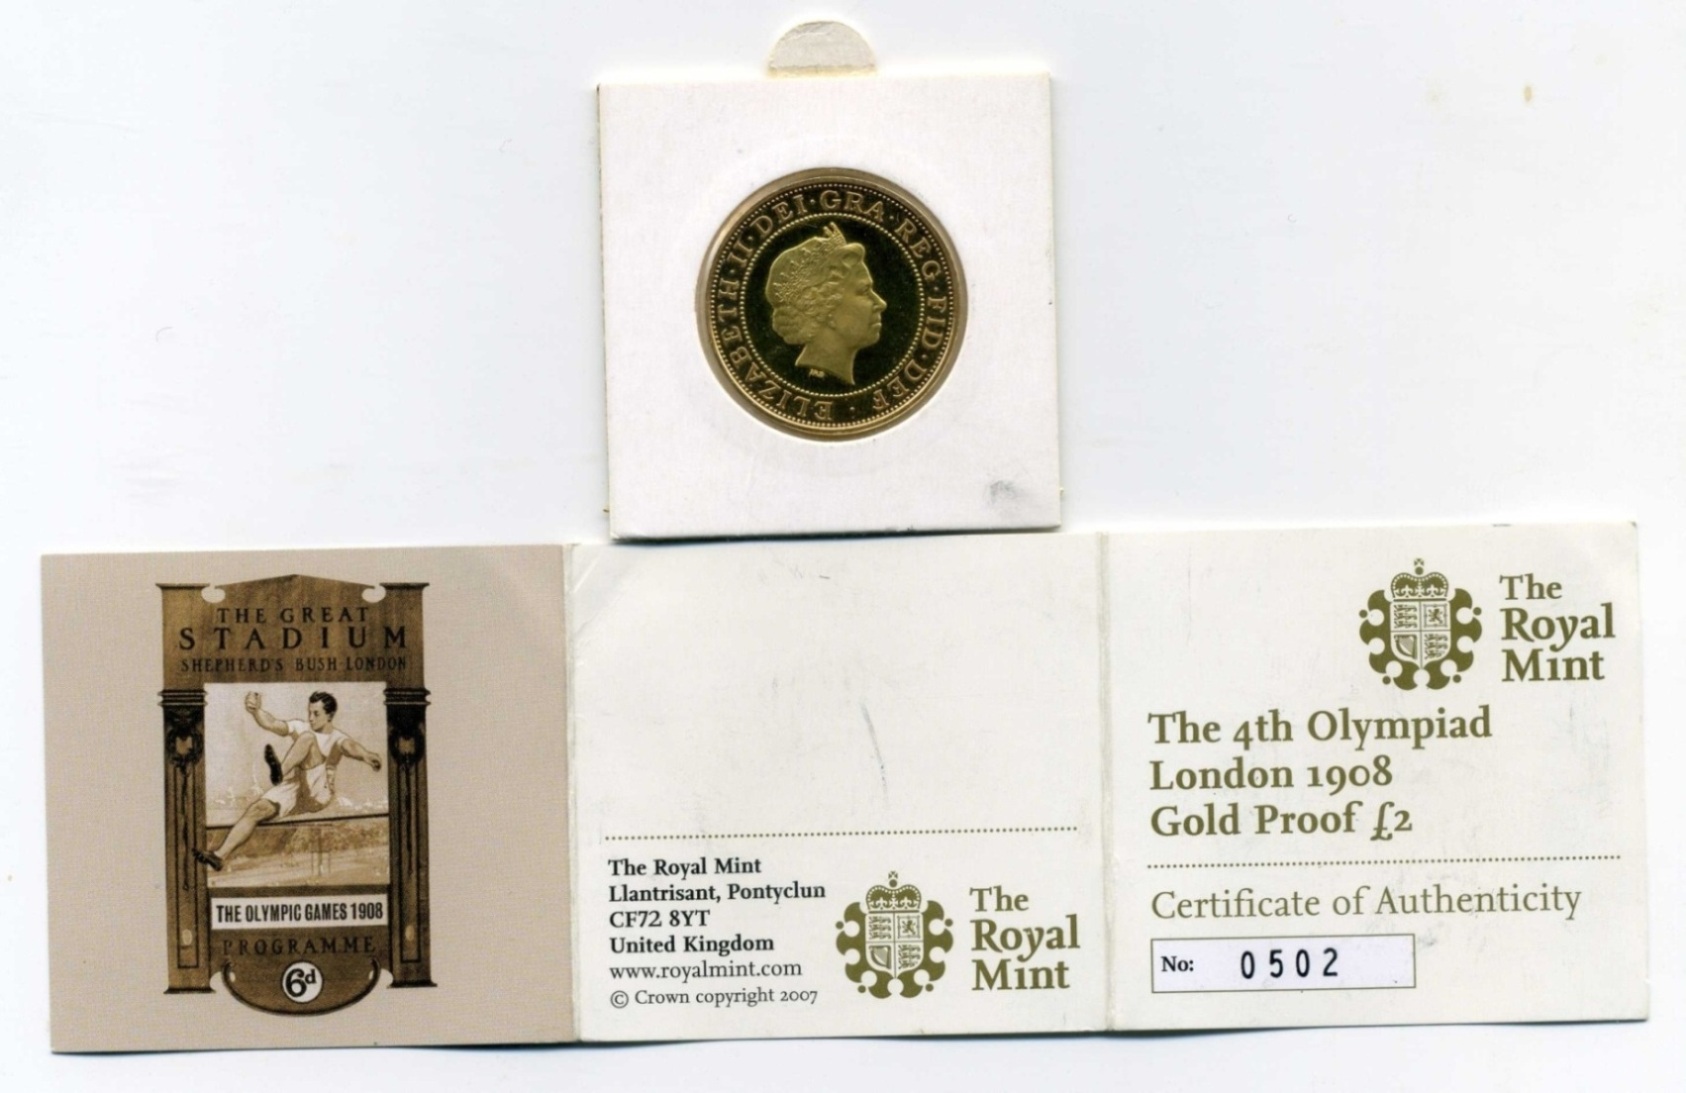 ELIZABETH·II·DEI·GRA·REG·FID·DEF·
THE GREAT
STADIUM
SHEPHERD'S BUSH·LONDON
THE OLYMPIC GAMES 1908
PROGRAMME
6d
The Royal Mint
Llantrisant, Pontyclun
CF72 8YT
United Kingdom
www.royalmint.com
© Crown copyright 2007
The
Royal
Mint
The
Royal
Mint
The 4th Olympiad
London 1908
Gold Proof £2
Certificate of Authenticity
No: 0502